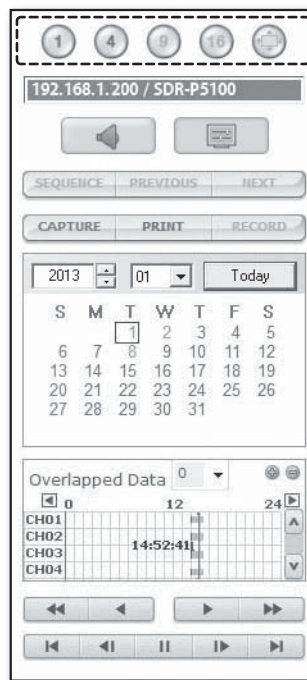 1 4 9 16
192.168.1.200 / SDR-P5100
SEQUENCE PREVIOUS NEXT
CAPTURE PRINT RECORD
2013 01 Today
S M T W T F S
1 2 3 4 5
6 7 8 9 10 11 12
13 14 15 16 17 18 19
20 21 22 23 24 25 26
27 28 29 30 31
Overlapped Data 0
0 12 24
CH01
CH02
14:52:41
CH03
CH04